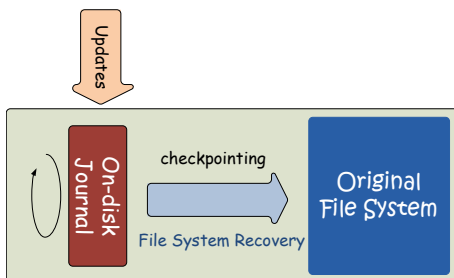 Updates
On-disk
Journal
checkpointing
File System Recovery
Original
File System